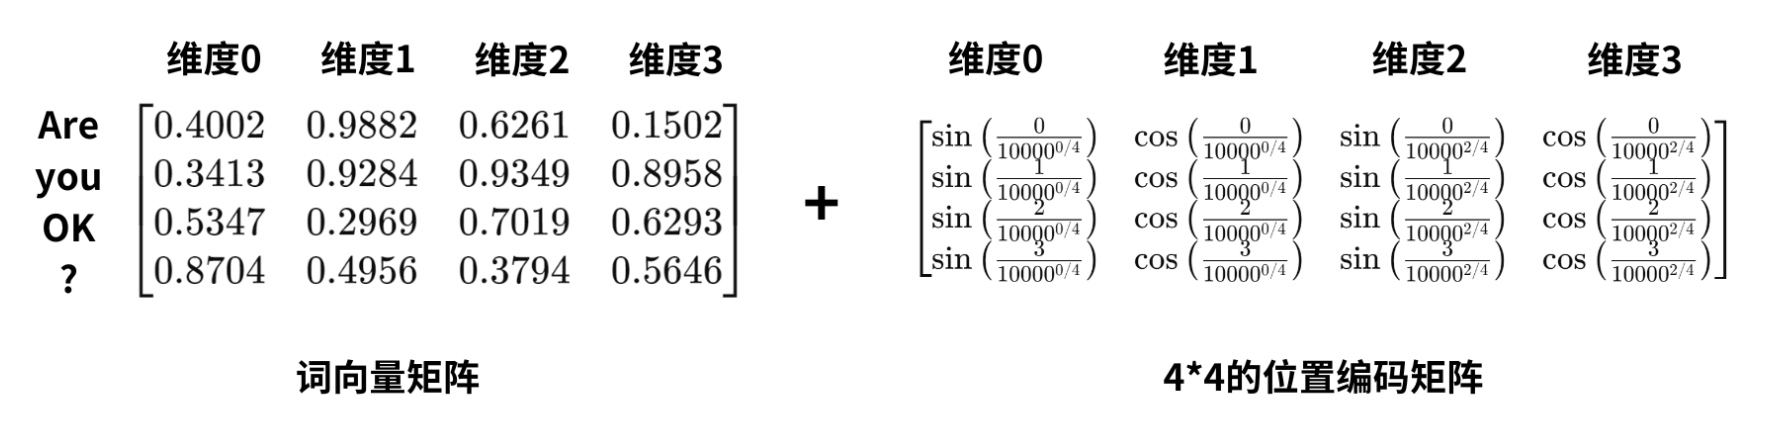 维度0 维度1 维度2 维度3 维度0 维度1 维度2 维度3
Are 0.4002 0.9882 0.6261 0.1502 sin (0/10000^{0/4}) cos (0/10000^{0/4}) sin (0/10000^{2/4}) cos (0/10000^{2/4})
you 0.3413 0.9284 0.9349 0.8958 + sin (1/10000^{0/4}) cos (1/10000^{0/4}) sin (1/10000^{2/4}) cos (1/10000^{2/4})
OK 0.5347 0.2969 0.7019 0.6293 sin (2/10000^{0/4}) cos (2/10000^{0/4}) sin (2/10000^{2/4}) cos (2/10000^{2/4})
? 0.8704 0.4956 0.3794 0.5646 sin (3/10000^{0/4}) cos (3/10000^{0/4}) sin (3/10000^{2/4}) cos (3/10000^{2/4})
词向量矩阵 4*4的位置编码矩阵